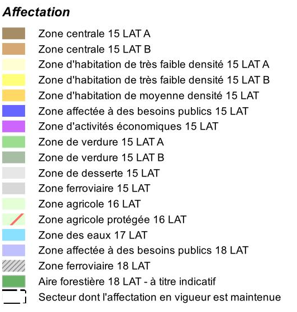 Affectation
Zone centrale 15 LAT A
Zone centrale 15 LAT B
Zone d'habitation de très faible densité 15 LAT A
Zone d'habitation de très faible densité 15 LAT B
Zone d'habitation de moyenne densité 15 LAT
Zone affectée à des besoins publics 15 LAT
Zone d'activités économiques 15 LAT
Zone de verdure 15 LAT A
Zone de verdure 15 LAT B
Zone de desserte 15 LAT
Zone ferroviaire 15 LAT
Zone agricole 16 LAT
Zone agricole protégée 16 LAT
Zone des eaux 17 LAT
Zone affectée à des besoins publics 18 LAT
Zone ferroviaire 18 LAT
Aire forestière 18 LAT - à titre indicatif
Secteur dont l'affectation en vigueur est maintenue